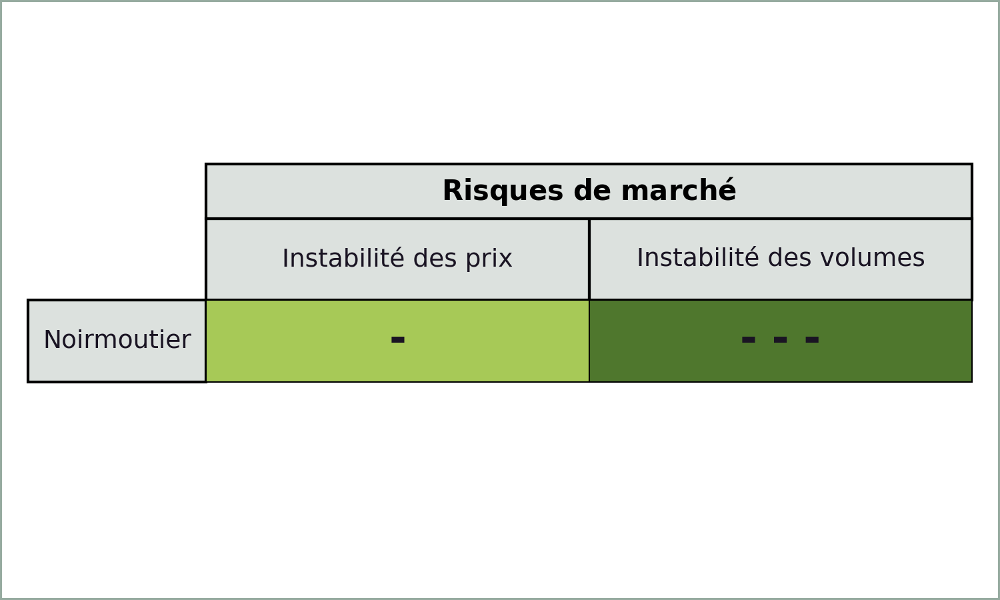 Risques de marché
Instabilité des prix
Instabilité des volumes
Noirmoutier
-
- - -